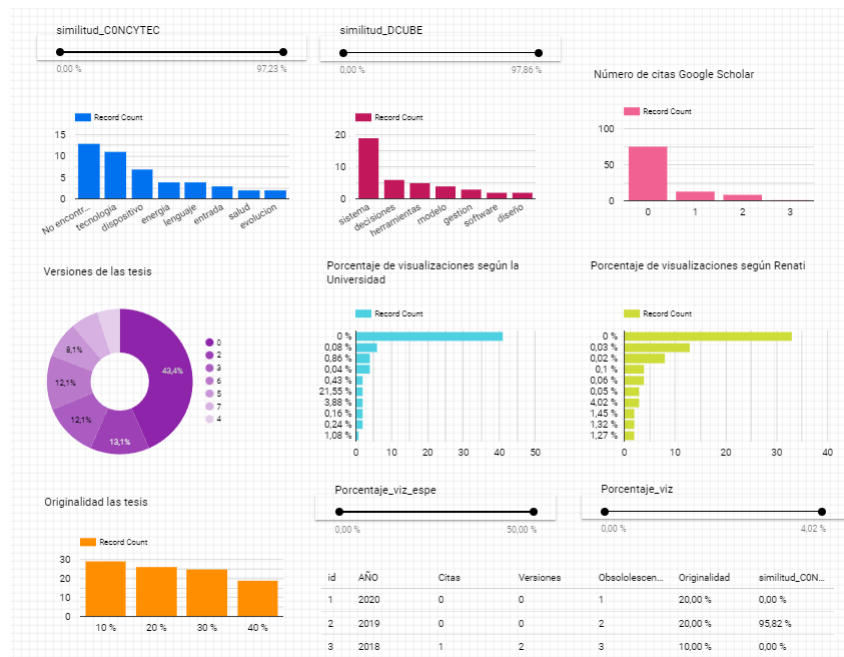 similitud_C0NCYTEC
0,00 %
97,23 %
similitud_DCUBE
0,00 %
97,86 %
Número de citas Google Scholar
Record Count
15
10
5
0
No encontr...
tecnologia
dispositivo
energia
lenguaje
entrada
salud
evolucion
Record Count
20
10
0
sistema
decisiones
herramientas
modelo
gestion
software
diseño
Record Count
100
50
0
0
1
2
3
Versiones de las tesis
43,4%
13,1%
12,1%
12,1%
8,1%
0
2
3
6
5
7
4
Porcentaje de visualizaciones según la
Universidad
Record Count
0 %
0,08 %
0,86 %
0,04 %
0,43 %
21,55 %
3,88 %
0,16 %
0,24 %
1,08 %
0
10
20
30
40
50
Porcentaje de visualizaciones según Renati
Record Count
0 %
0,03 %
0,02 %
0,1 %
0,06 %
0,05 %
4,02 %
1,45 %
1,32 %
1,27 %
0
10
20
30
40
Originalidad las tesis
Record Count
30
20
10
0
10 %
20 %
30 %
40 %
Porcentaje_viz_espe
0,00 %
50,00 %
Porcentaje_viz
0,00 %
4,02 %
id AÑO Citas Versiones Obsololescen... Originalidad similitud_C0N...
1 2020 0 0 1 20,00 % 0,00 %
2 2019 0 0 2 20,00 % 95,82 %
3 2018 1 2 3 10,00 % 0,00 %